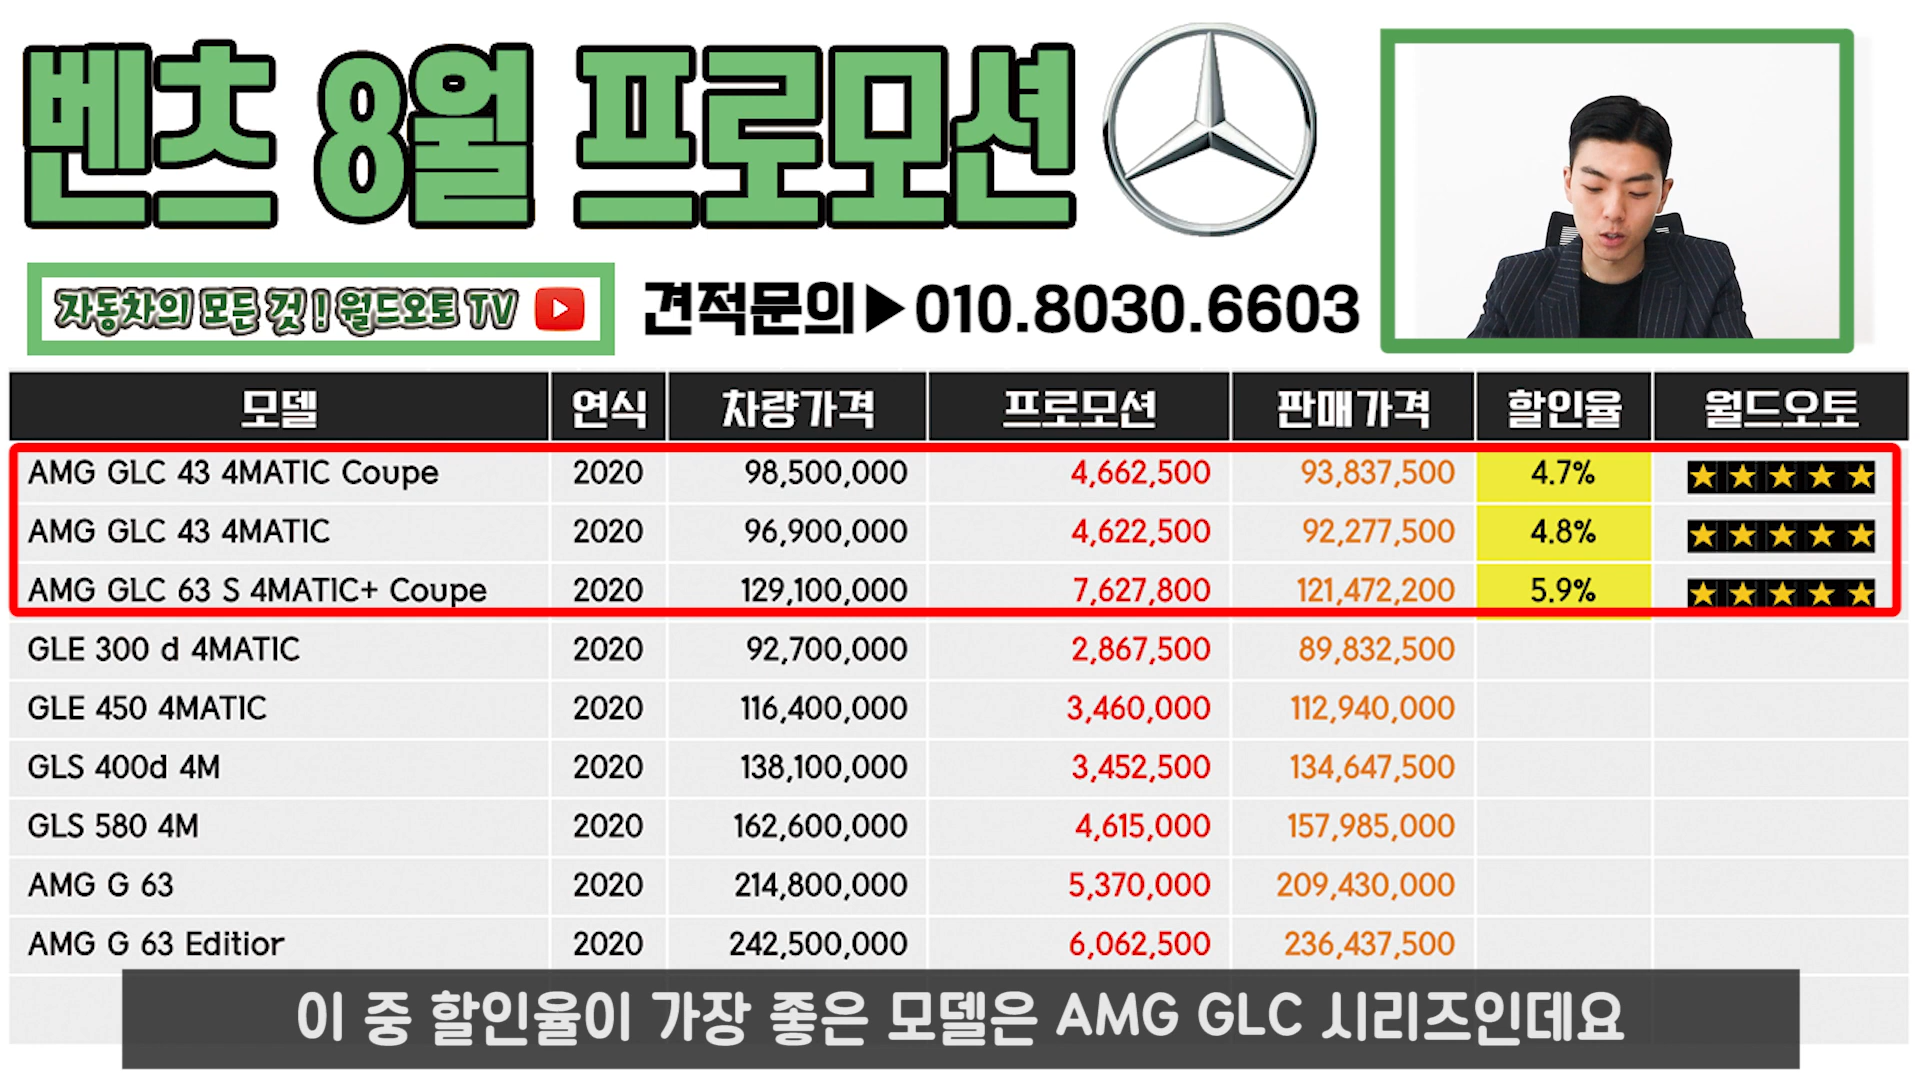 벤츠 8월 프로모션
자동차의 모든 것 ! 월드오토 TV
견적문의▶010.8030.6603
모델 연식 차량가격 프로모션 판매가격 할인율 월드오토
AMG GLC 43 4MATIC Coupe 2020 98,500,000 4,662,500 93,837,500 4.7% ★★★★★
AMG GLC 43 4MATIC 2020 96,900,000 4,622,500 92,277,500 4.8% ★★★★★
AMG GLC 63 S 4MATIC+ Coupe 2020 129,100,000 7,627,800 121,472,200 5.9% ★★★★★
GLE 300 d 4MATIC 2020 92,700,000 2,867,500 89,832,500
GLE 450 4MATIC 2020 116,400,000 3,460,000 112,940,000
GLS 400d 4M 2020 138,100,000 3,452,500 134,647,500
GLS 580 4M 2020 162,600,000 4,615,000 157,985,000
AMG G 63 2020 214,800,000 5,370,000 209,430,000
AMG G 63 Editior 2020 242,500,000 6,062,500 236,437,500
이 중 할인율이 가장 좋은 모델은 AMG GLC 시리즈인데요